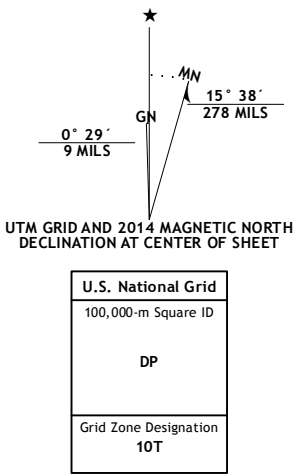 ★
MN
GN
15° 38´
278 MILS
0° 29´
9 MILS
UTM GRID AND 2014 MAGNETIC NORTH
DECLINATION AT CENTER OF SHEET
U.S. National Grid
100,000-m Square ID
DP
Grid Zone Designation
10T